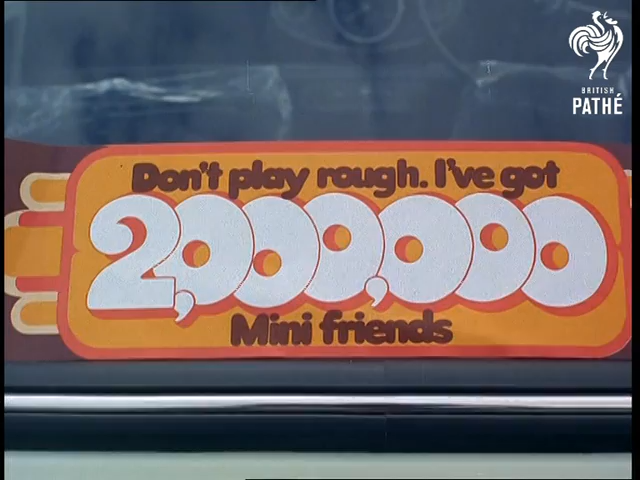 BRITISH
PATHÉ
Don't play rough. I've got
2,000,000
Mini friends